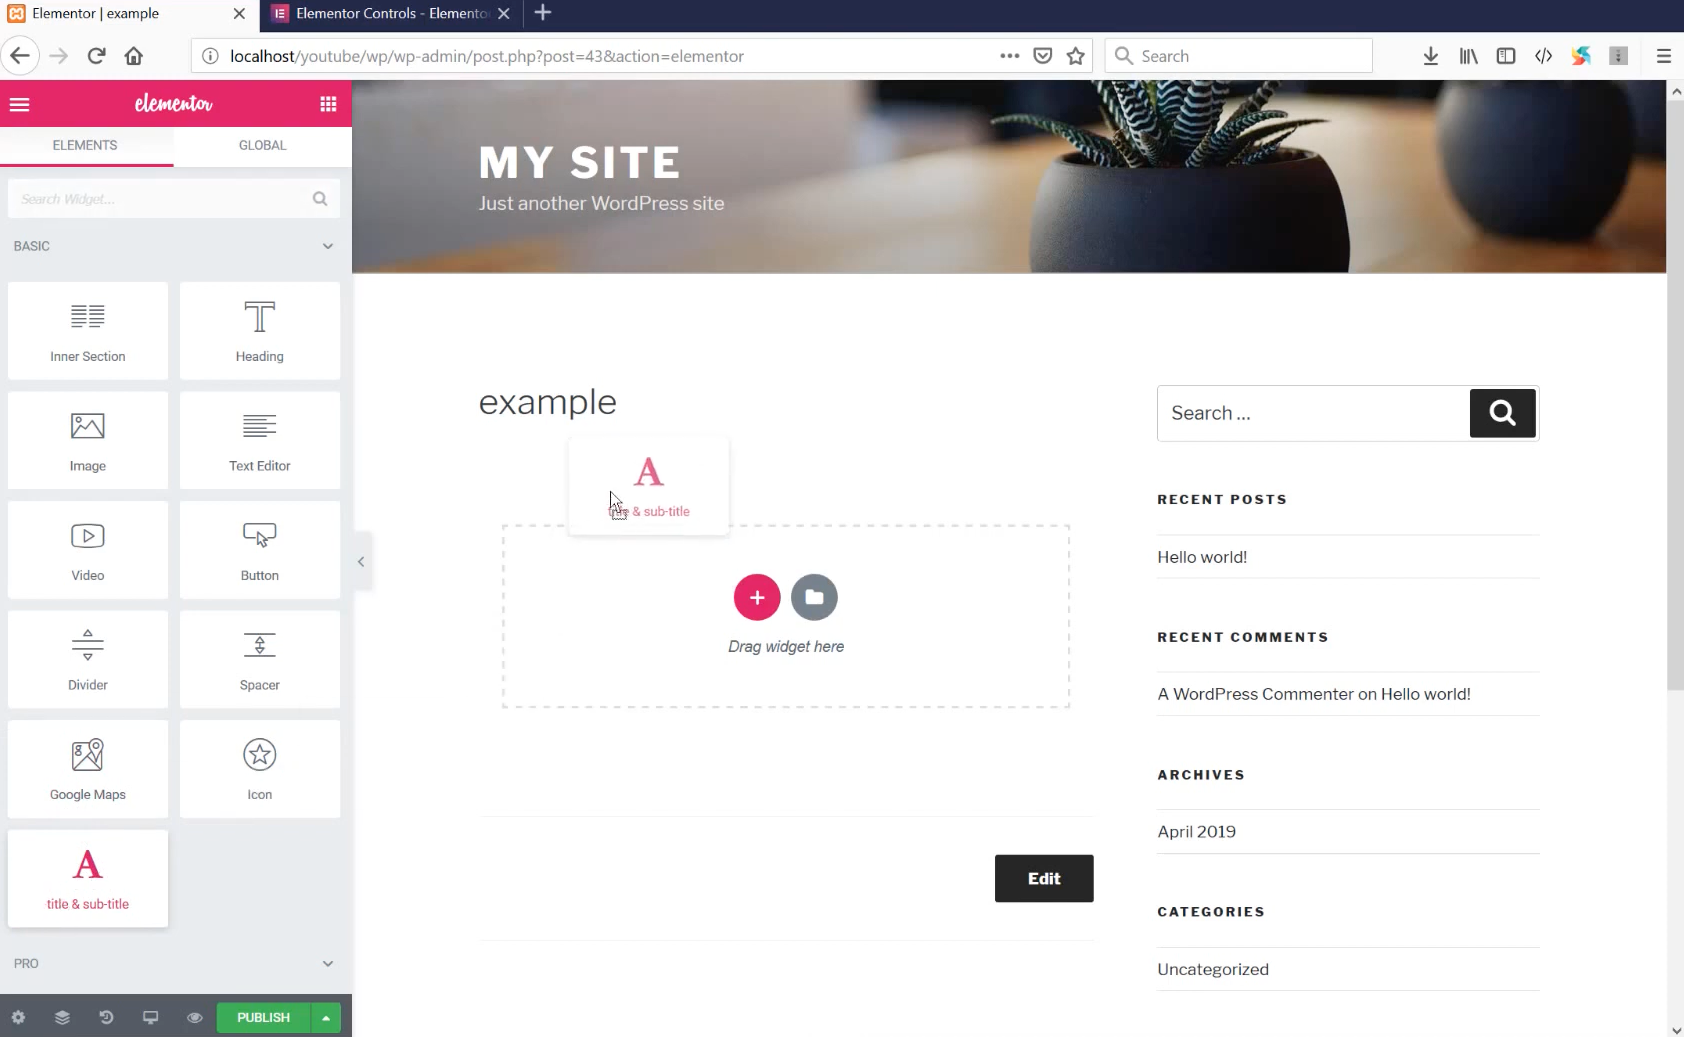 Elementor | example
Elementor Controls - Elemento
localhost/youtube/wp/wp-admin/post.php?post=43&action=elementor
Search
elementor
ELEMENTS
GLOBAL
Search Widget...
BASIC
Inner Section
Heading
Image
Text Editor
Video
Button
Divider
Spacer
Google Maps
Icon
A
title & sub-title
PRO
PUBLISH
MY SITE
Just another WordPress site
example
A
& sub-title
Drag widget here
Edit
Search ...
RECENT POSTS
Hello world!
RECENT COMMENTS
A WordPress Commenter on Hello world!
ARCHIVES
April 2019
CATEGORIES
Uncategorized